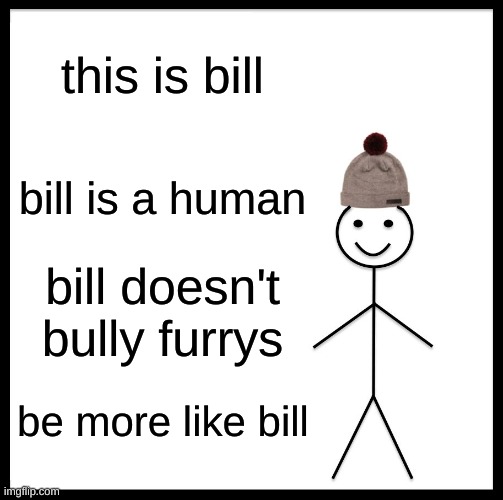 this is bill
bill is a human
bill doesn't
bully furrys
be more like bill
imgflip.com